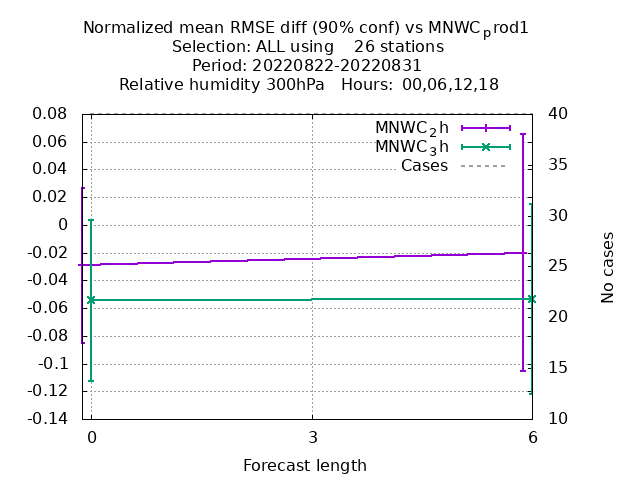 Normalized mean RMSE diff (90% conf) vs MNWCprod1
Selection: ALL using 26 stations
Period: 20220822-20220831
Relative humidity 300hPa Hours: 00,06,12,18
0.08
0.06
0.04
0.02
0
-0.02
-0.04
-0.06
-0.08
-0.1
-0.12
-0.14
MNWC2h
MNWC3h
Cases
40
35
30
25
20
15
10
No cases
0 3 6
Forecast length